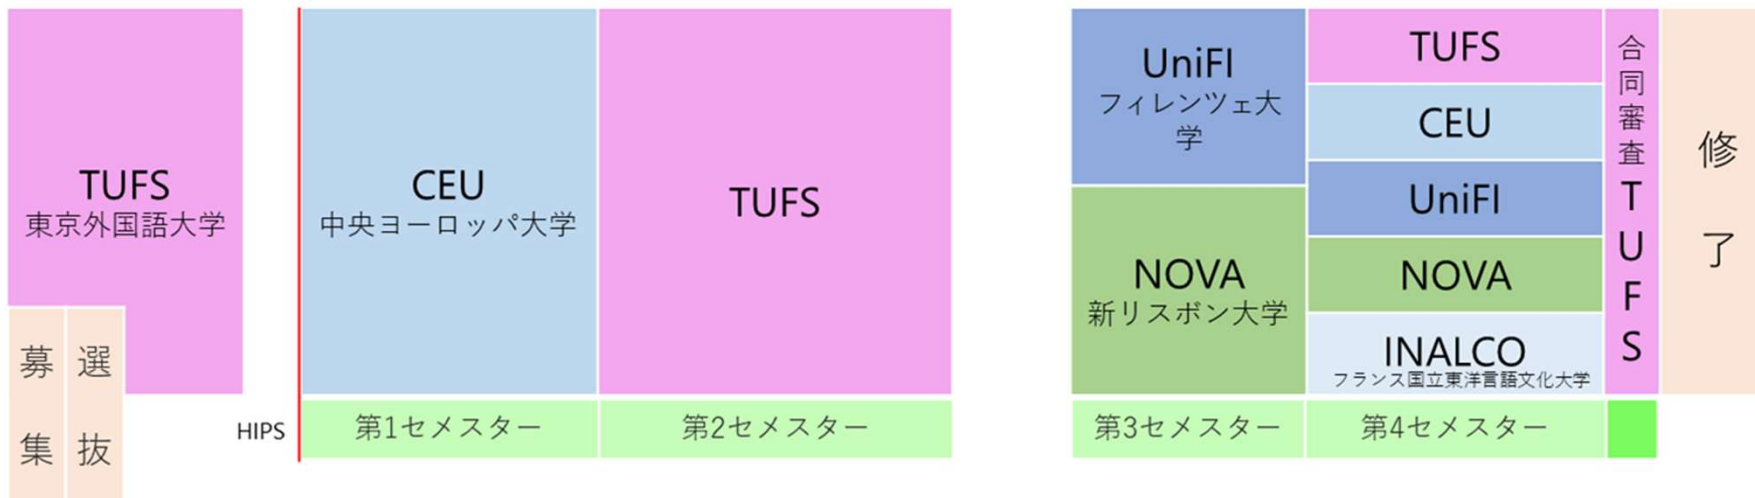 TUFS
東京外国語大学
募集
選抜
HIPS
CEU
中央ヨーロッパ大学
第1セメスター
TUFS
第2セメスター
UniFI
フィレンツェ大
学
NOVA
新リスボン大学
第3セメスター
TUFS
CEU
UniFI
NOVA
INALCO
フランス国立東洋言語文化大学
第4セメスター
合同審査TUFS
修了